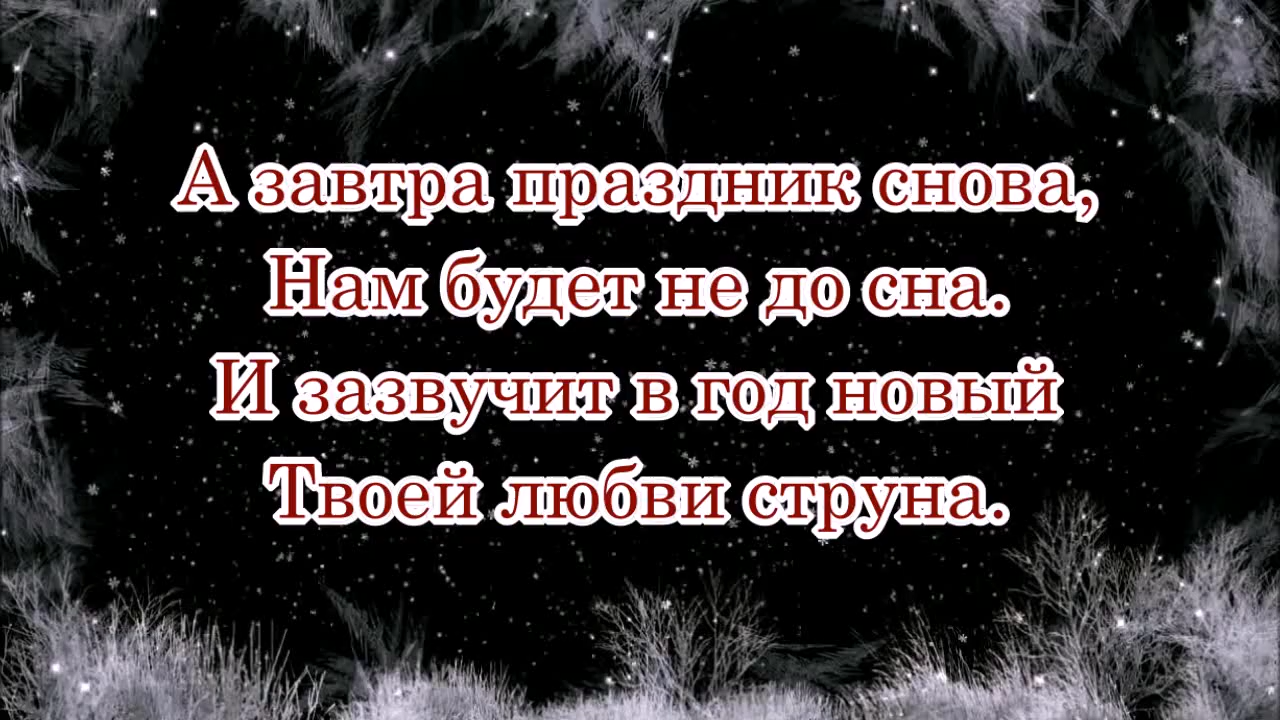 А завтра праздник снова,
Нам будет не до сна.
И зазвучит в год новый
Твоей любви струна.